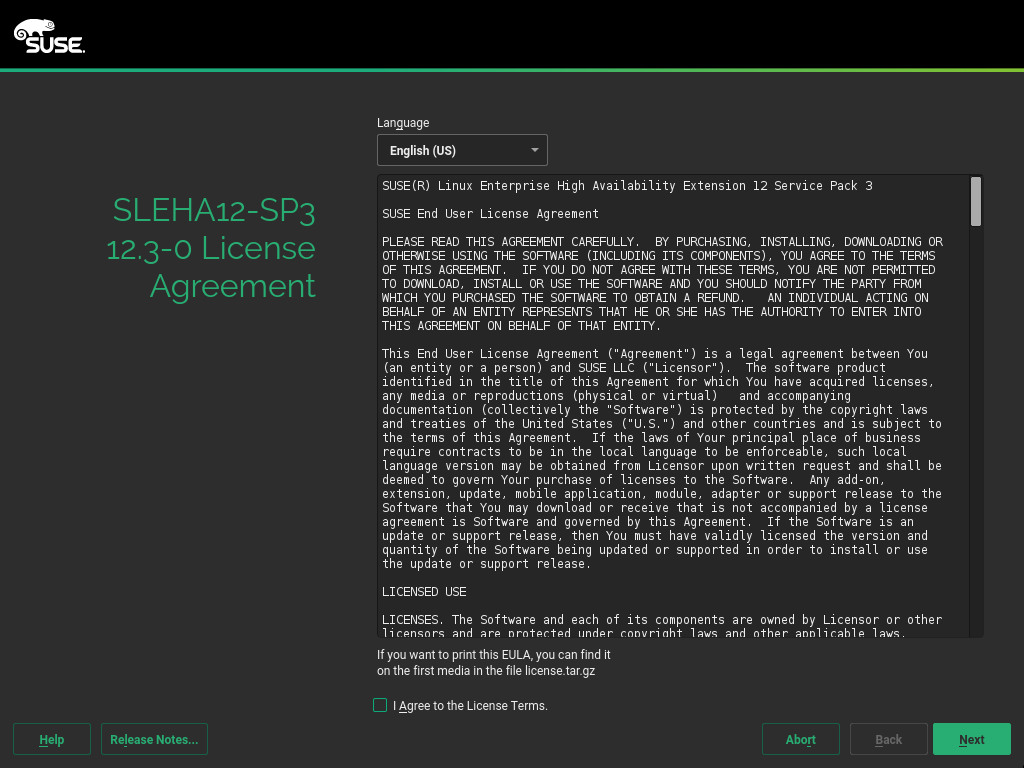 SUSE.
Language
English (US)
SLEHA12-SP3
12.3-0 License
Agreement
SUSE(R) Linux Enterprise High Availability Extension 12 Service Pack 3
SUSE End User License Agreement
PLEASE READ THIS AGREEMENT CAREFULLY.  BY PURCHASING, INSTALLING, DOWNLOADING OR
OTHERWISE USING THE SOFTWARE (INCLUDING ITS COMPONENTS), YOU AGREE TO THE TERMS
OF THIS AGREEMENT.  IF YOU DO NOT AGREE WITH THESE TERMS, YOU ARE NOT PERMITTED
TO DOWNLOAD, INSTALL OR USE THE SOFTWARE AND YOU SHOULD NOTIFY THE PARTY FROM
WHICH YOU PURCHASED THE SOFTWARE TO OBTAIN A REFUND.   AN INDIVIDUAL ACTING ON
BEHALF OF AN ENTITY REPRESENTS THAT HE OR SHE HAS THE AUTHORITY TO ENTER INTO
THIS AGREEMENT ON BEHALF OF THAT ENTITY.
This End User License Agreement ("Agreement") is a legal agreement between You
(an entity or a person) and SUSE LLC ("Licensor").  The software product
identified in the title of this Agreement for which You have acquired licenses,
any media or reproductions (physical or virtual)   and accompanying
documentation (collectively the "Software") is protected by the copyright laws
and treaties of the United States ("U.S.") and other countries and is subject to
the terms of this Agreement.  If the laws of Your principal place of business
require contracts to be in the local language to be enforceable, such local
language version may be obtained from Licensor upon written request and shall be
deemed to govern Your purchase of licenses to the Software.  Any add-on,
extension, update, mobile application, module, adapter or support release to the
Software that You may download or receive that is not accompanied by a license
agreement is Software and governed by this Agreement.  If the Software is an
update or support release, then You must have validly licensed the version and
quantity of the Software being updated or supported in order to install or use
the update or support release.
LICENSED USE
LICENSES. The Software and each of its components are owned by Licensor or other
licensors and are protected under copyright laws and other applicable laws.
If you want to print this EULA, you can find it
on the first media in the file license.tar.gz
I Agree to the License Terms.
Help
Release Notes...
Abort
Back
Next